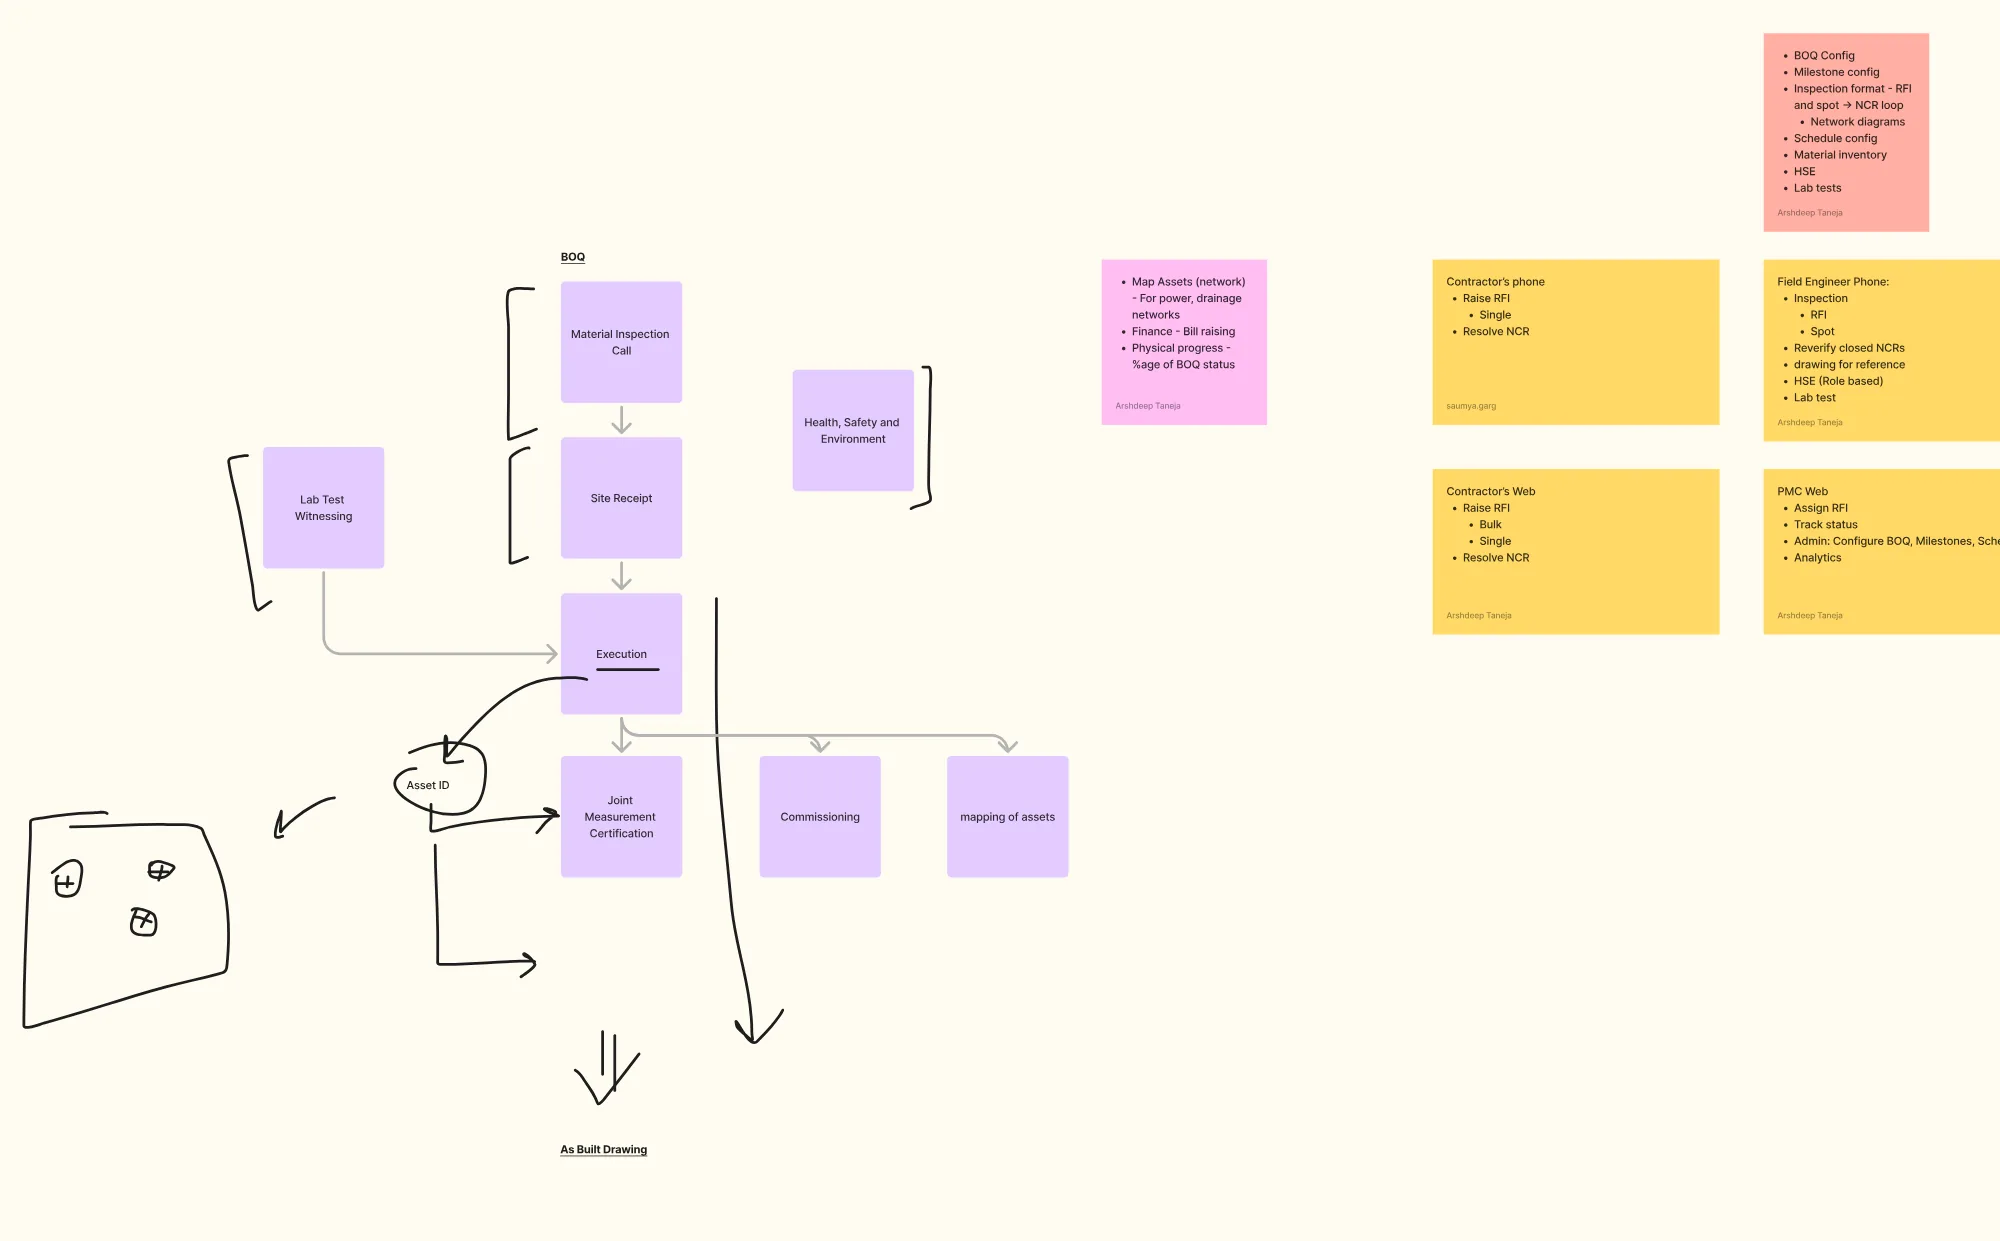 • BOQ Config
• Milestone config
• Inspection format - RFI
and spot → NCR loop
• Network diagrams
• Schedule config
• Material inventory
• HSE
• Lab tests
Arshdeep Taneja
BOQ
Material Inspection
Call
Site Receipt
Lab Test
Witnessing
Health, Safety and
Environment
Execution
Asset ID
Joint
Measurement
Certification
Commissioning
mapping of assets
As Built Drawing
• Map Assets (network)
- For power, drainage
networks
• Finance - Bill raising
• Physical progress -
%age of BOQ status
Arshdeep Taneja
Contractor's phone
• Raise RFI
• Single
• Resolve NCR
saumya.garg
Field Engineer Phone:
• Inspection
• RFI
• Spot
• Reverify closed NCRs
• drawing for reference
• HSE (Role based)
• Lab test
Arshdeep Taneja
Contractor's Web
• Raise RFI
• Bulk
• Single
• Resolve NCR
Arshdeep Taneja
PMC Web
• Assign RFI
• Track status
• Admin: Configure BOQ, Milestones, Sche
• Analytics
Arshdeep Taneja